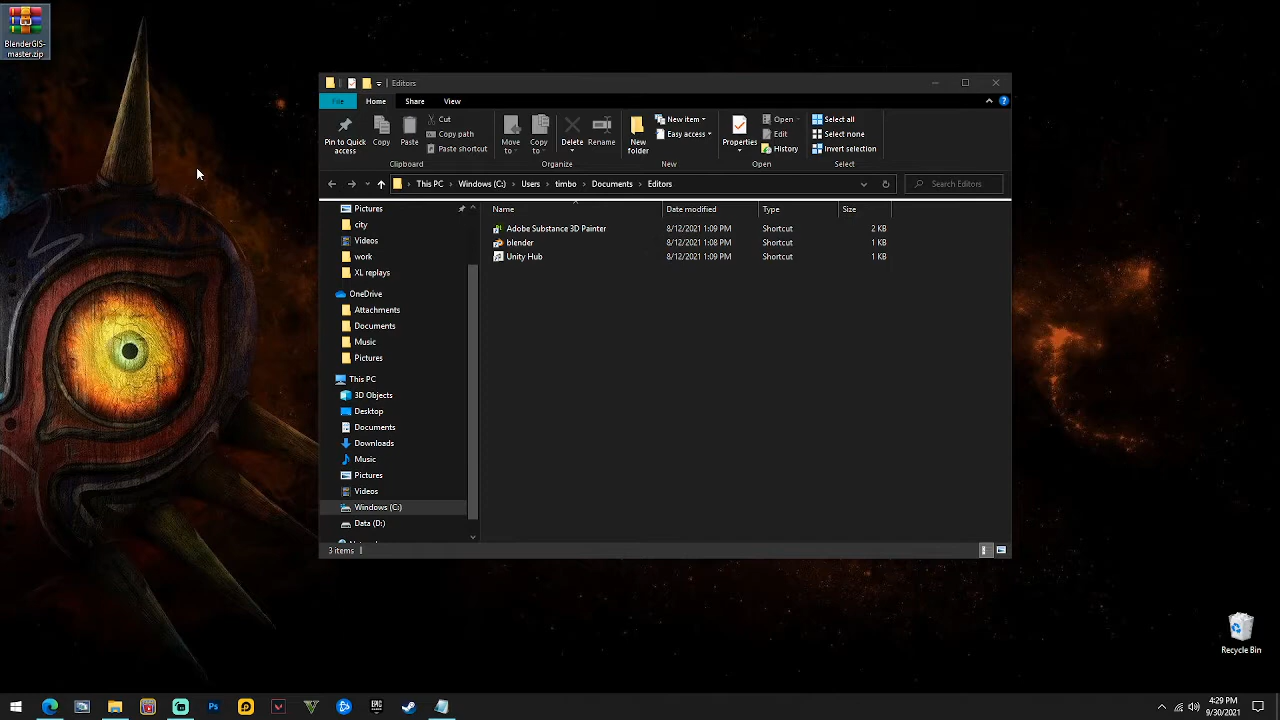 BlenderGIS-
master.zip
Editors
File
Home
Share
View
Pin to Quick
access
Copy
Paste
Cut
Copy path
Paste shortcut
Clipboard
Move
to
Copy
to
Delete
Rename
Organize
New
folder
New item
Easy access
New
Properties
Open
Edit
History
Open
Select all
Select none
Invert selection
Select
This PC > Windows (C:) > Users > timbo > Documents > Editors
Search Editors
Name Date modified Type Size
Adobe Substance 3D Painter 8/12/2021 1:09 PM Shortcut 2 KB
blender 8/12/2021 1:08 PM Shortcut 1 KB
Unity Hub 8/12/2021 1:09 PM Shortcut 1 KB
Pictures
city
Videos
work
XL replays
OneDrive
Attachments
Documents
Music
Pictures
This PC
3D Objects
Desktop
Documents
Downloads
Music
Pictures
Videos
Windows (C:)
Data (D:)
3 items
Recycle Bin
Ps
4:29 PM
9/30/2021